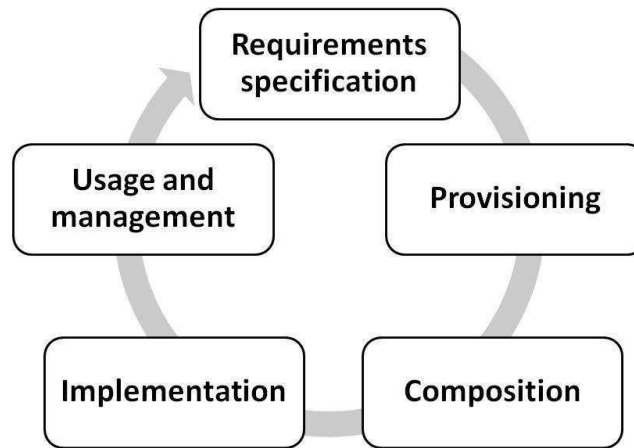 Requirements
specification
Provisioning
Composition
Implementation
Usage and
management